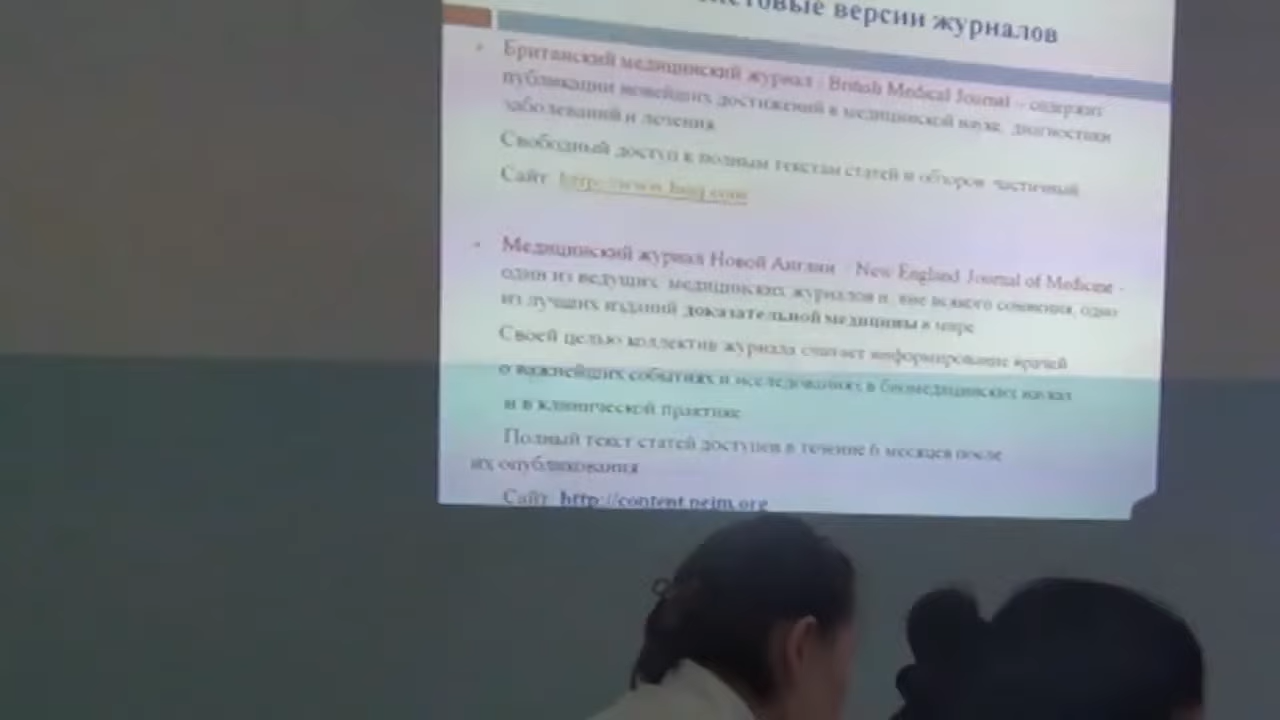 версии журналов
Британский медицинский журнал - British Medical Journal - содержит
публикации новейших достижений в медицинской науке, диагностики
заболеваний и лечения
Свободный доступ к полным текстам статей и обзоров частичный
Сайт http://www.bmj.com
Медицинский журнал Новой Англии - New England Journal of Medicine -
один из ведущих медицинских журналов и, вне всякого сомнения, одно
из лучших изданий доказательной медицины в мире
Своей целью коллектив журнала считает информирование врачей
о важнейших событиях и исследованиях в биомедицинских науках
и в клинической практике
Полный текст статей доступен в течение 6 месяцев после
их опубликования
Сайт http://content.nejm.org